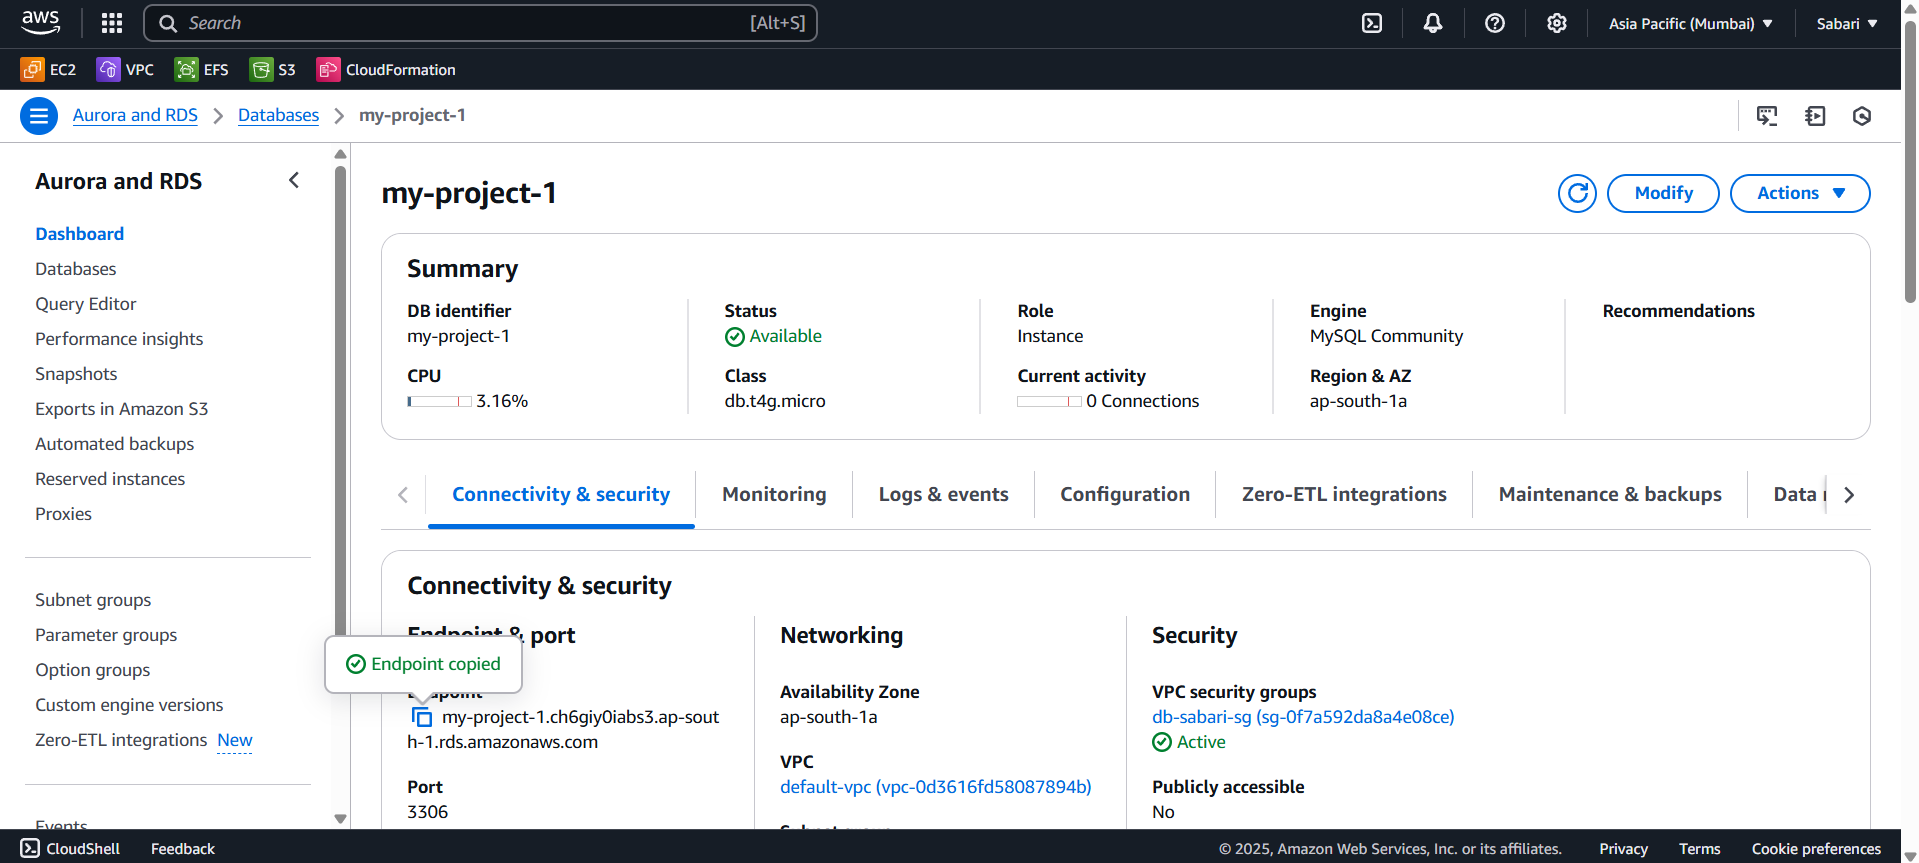 aws
Search
[Alt+S]
Asia Pacific (Mumbai)
Sabari
EC2
VPC
EFS
S3
CloudFormation
Aurora and RDS
Databases
my-project-1
Aurora and RDS
Dashboard
Databases
Query Editor
Performance insights
Snapshots
Exports in Amazon S3
Automated backups
Reserved instances
Proxies
Subnet groups
Parameter groups
Option groups
Custom engine versions
Zero-ETL integrations New
Events
my-project-1
Modify
Actions
Summary
DB identifier
my-project-1
CPU
3.16%
Status
Available
Class
db.t4g.micro
Role
Instance
Current activity
0 Connections
Engine
MySQL Community
Region & AZ
ap-south-1a
Recommendations
Connectivity & security
Monitoring
Logs & events
Configuration
Zero-ETL integrations
Maintenance & backups
Data
Connectivity & security
Endpoint & port
Endpoint copied
Endpoint
my-project-1.ch6giy0iabs3.ap-sout
h-1.rds.amazonaws.com
Port
3306
Networking
Availability Zone
ap-south-1a
VPC
default-vpc (vpc-0d3616fd58087894b)
Security
VPC security groups
db-sabari-sg (sg-0f7a592da8a4e08ce)
Active
Publicly accessible
No
CloudShell
Feedback
© 2025, Amazon Web Services, Inc. or its affiliates.
Privacy
Terms
Cookie preferences